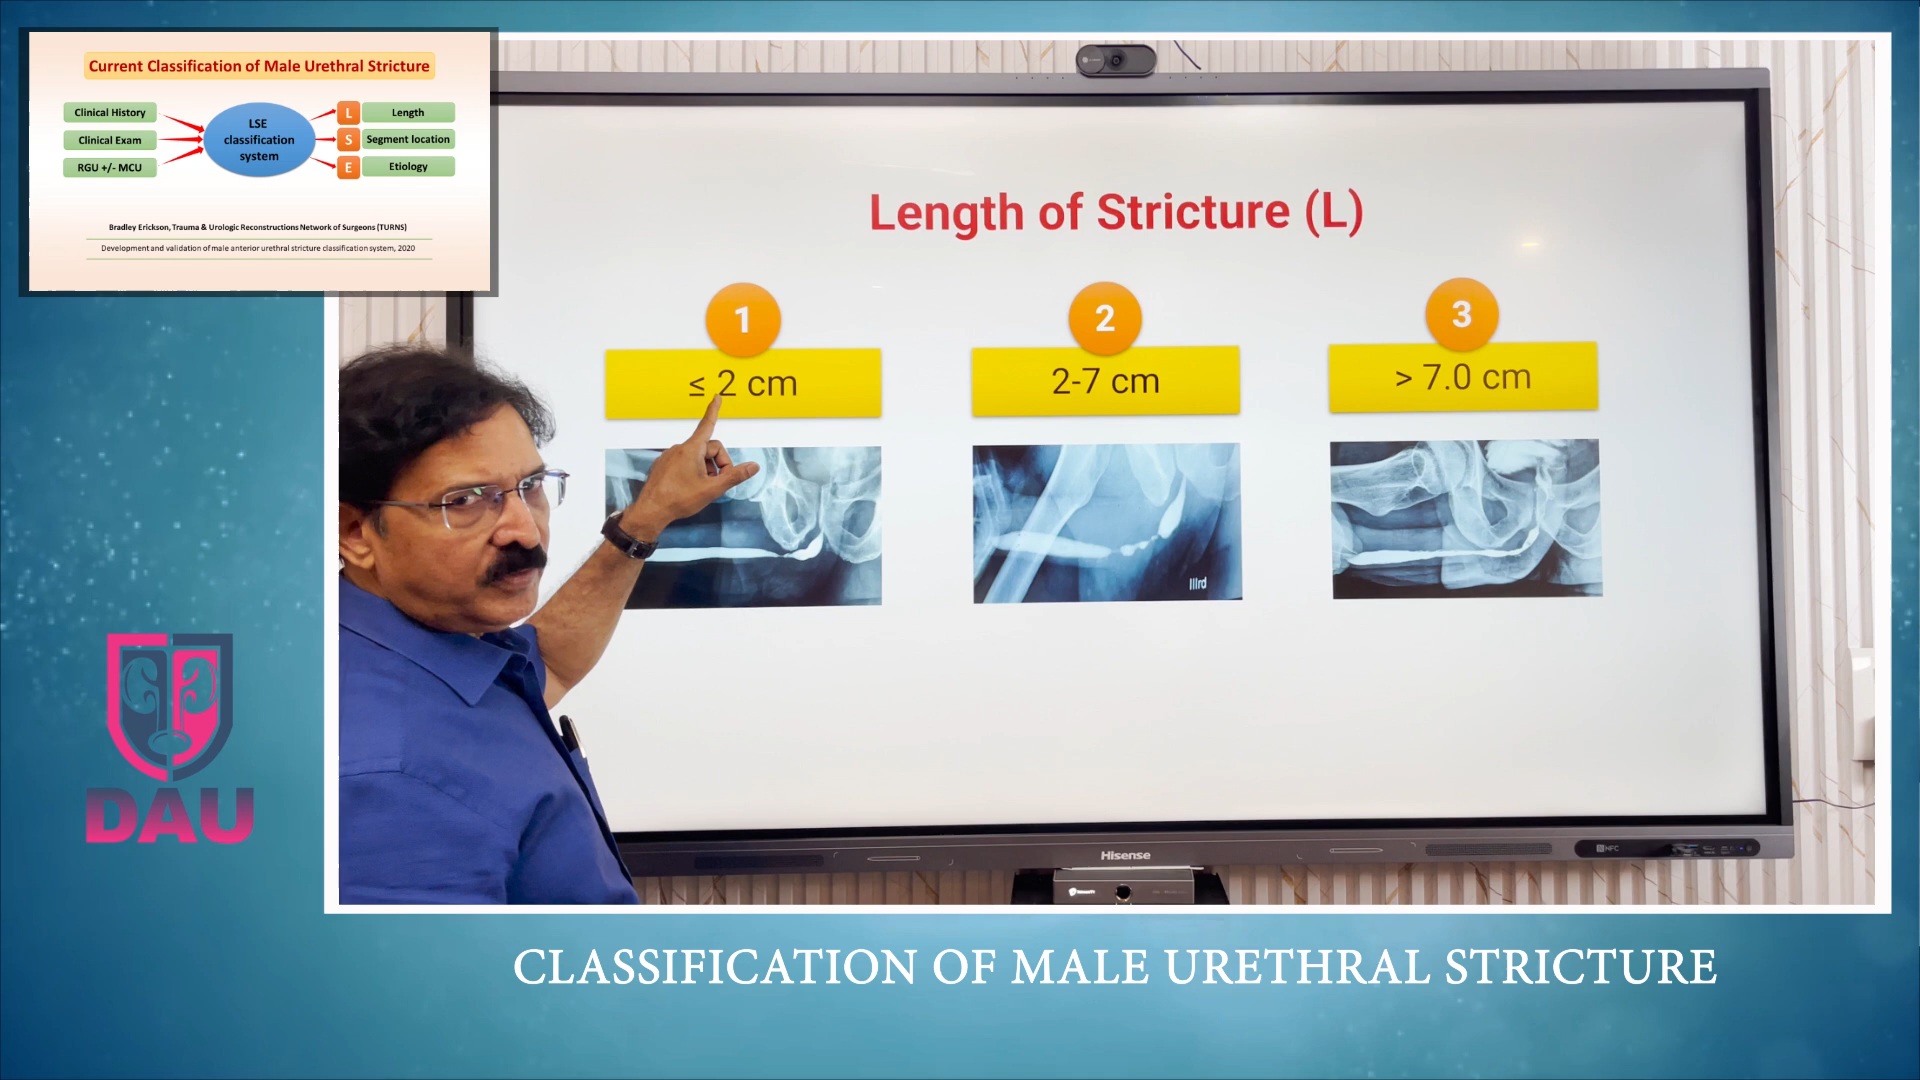 Current Classification of Male Urethral Stricture
Clinical History
Clinical Exam
RGU +/- MCU
LSE
classification
system
L Length
S Segment location
E Etiology
Bradley Erickson, Trauma & Urologic Reconstructions Network of Surgeons (TURNS)
Development and validation of male anterior urethral stricture classification system, 2020
Length of Stricture (L)
1
2
3
≤ 2 cm
2-7 cm
> 7.0 cm
IIIrd
Hisense
NFC
DAU
CLASSIFICATION OF MALE URETHRAL STRICTURE